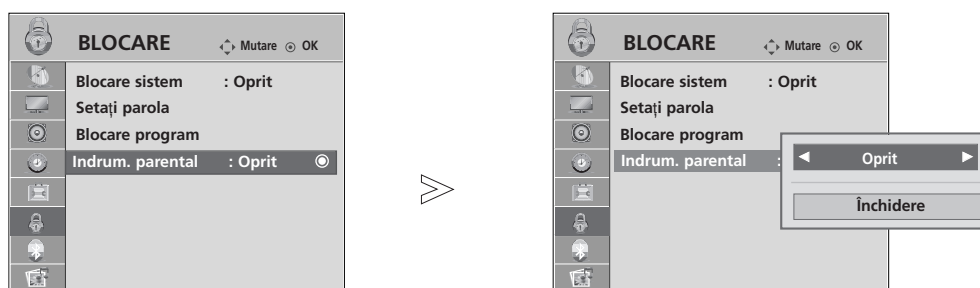 BLOCARE Mutare OK
Blocare sistem : Oprit
Setați parola
Blocare program
Indrum. parental : Oprit
BLOCARE Mutare OK
Blocare sistem : Oprit
Setați parola
Blocare program
Indrum. parental :
Oprit
Închidere